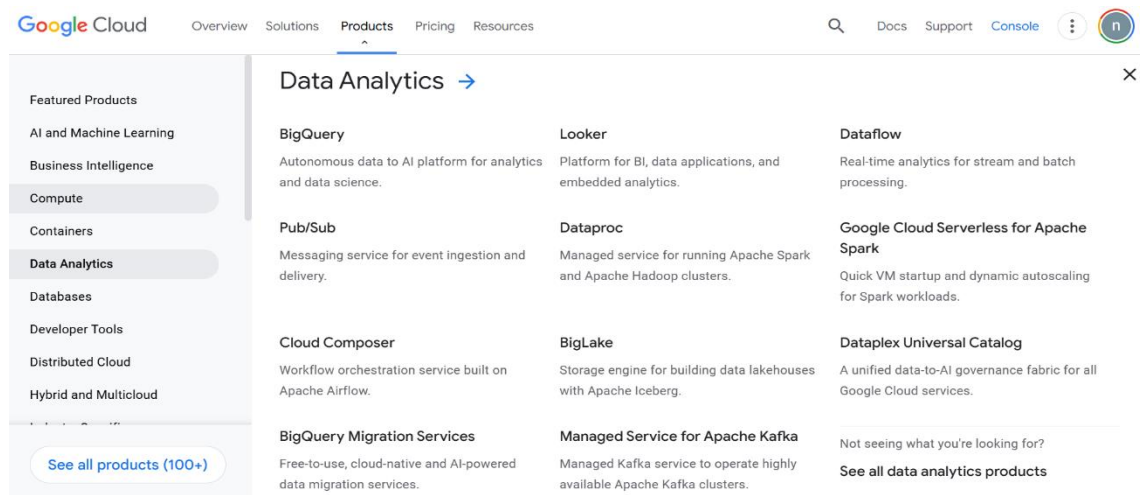 Google Cloud
Overview
Solutions
Products
Pricing
Resources
Docs
Support
Console
n
Featured Products
AI and Machine Learning
Business Intelligence
Compute
Containers
Data Analytics
Databases
Developer Tools
Distributed Cloud
Hybrid and Multicloud
See all products (100+)
Data Analytics →
BigQuery
Autonomous data to AI platform for analytics
and data science.
Looker
Platform for BI, data applications, and
embedded analytics.
Dataflow
Real-time analytics for stream and batch
processing.
Pub/Sub
Messaging service for event ingestion and
delivery.
Dataproc
Managed service for running Apache Spark
and Apache Hadoop clusters.
Google Cloud Serverless for Apache
Spark
Quick VM startup and dynamic autoscaling
for Spark workloads.
Cloud Composer
Workflow orchestration service built on
Apache Airflow.
BigLake
Storage engine for building data lakehouses
with Apache Iceberg.
Dataplex Universal Catalog
A unified data-to-AI governance fabric for all
Google Cloud services.
BigQuery Migration Services
Free-to-use, cloud-native and AI-powered
data migration services.
Managed Service for Apache Kafka
Managed Kafka service to operate highly
available Apache Kafka clusters.
Not seeing what you're looking for?
See all data analytics products